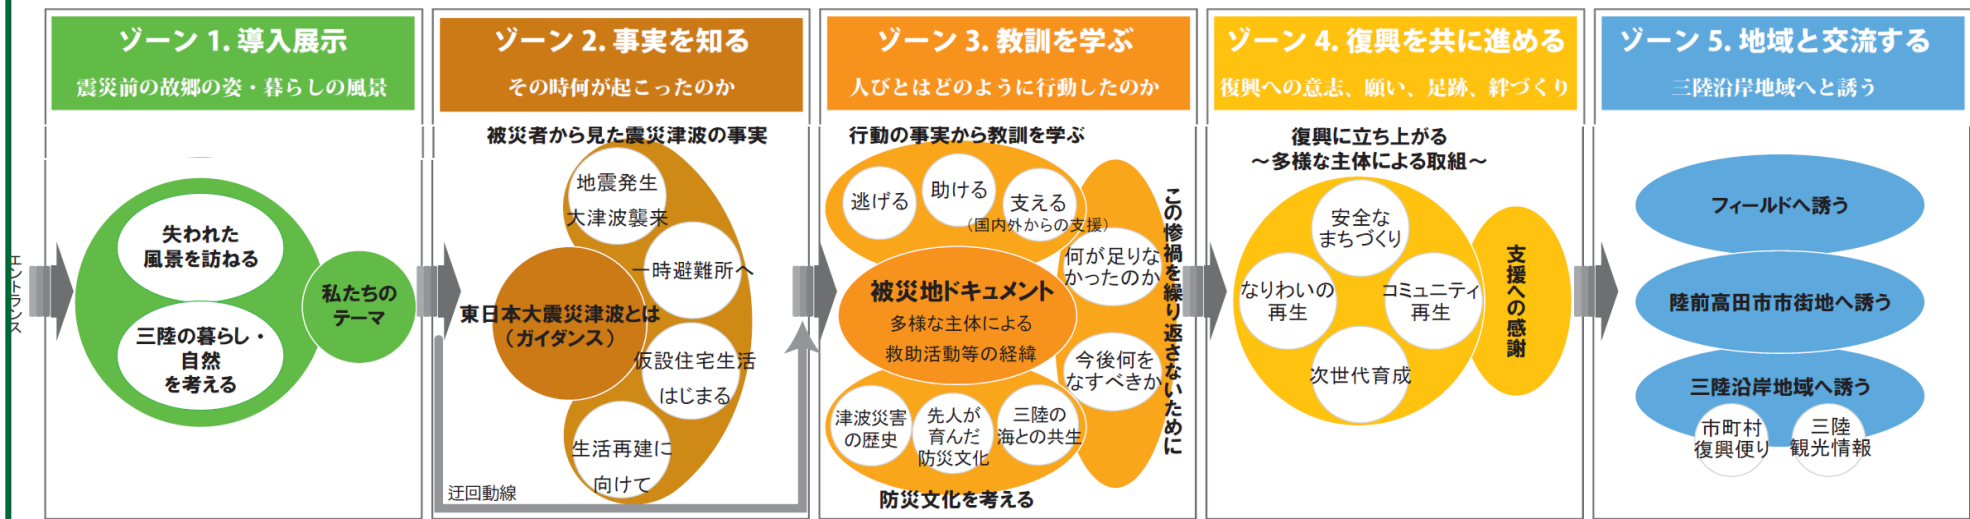 エントランス
ゾーン 1. 導入展示
震災前の故郷の姿・暮らしの風景
失われた
風景を訪ねる
三陸の暮らし・
自然
を考える
私たちの
テーマ
ゾーン 2. 事実を知る
その時何が起こったのか
被災者から見た震災津波の事実
地震発生
大津波襲来
一時避難所へ
東日本大震災津波とは
（ガイダンス）
仮設住宅生活
はじまる
生活再建に
向けて
迂回動線
ゾーン 3. 教訓を学ぶ
人びとはどのように行動したのか
行動の事実から教訓を学ぶ
逃げる
助ける
支える
（国内外からの支援）
被災地ドキュメント
多様な主体による
救助活動等の経緯
何が足りな
かったのか
今後何を
なすべきか
この惨禍を繰り返さないために
津波災害
の歴史
先人が
育んだ
防災文化
三陸の
海との共生
防災文化を考える
ゾーン 4. 復興を共に進める
復興への意志、願い、足跡、絆づくり
復興に立ち上がる
～多様な主体による取組～
安全な
まちづくり
なりわいの
再生
コミュニティ
再生
次世代育成
支援への感謝
ゾーン 5. 地域と交流する
三陸沿岸地域へと誘う
フィールドへ誘う
陸前高田市市街地へ誘う
三陸沿岸地域へ誘う
市町村
復興便り
三陸
観光情報